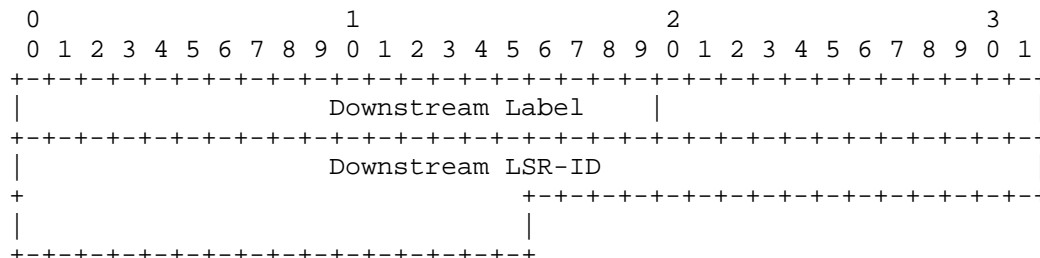 0                   1                   2                   3
 0 1 2 3 4 5 6 7 8 9 0 1 2 3 4 5 6 7 8 9 0 1 2 3 4 5 6 7 8 9 0 1
+-+-+-+-+-+-+-+-+-+-+-+-+-+-+-+-+-+-+-+-+-+-+-+-+-+-+-+-+-+-+-+-
|                   Downstream Label    |                       |
+-+-+-+-+-+-+-+-+-+-+-+-+-+-+-+-+-+-+-+-+-+-+-+-+-+-+-+-+-+-+-+-
|                   Downstream LSR-ID                           |
+                               +-+-+-+-+-+-+-+-+-+-+-+-+-+-+-+-
|                               |
+-+-+-+-+-+-+-+-+-+-+-+-+-+-+-+-+